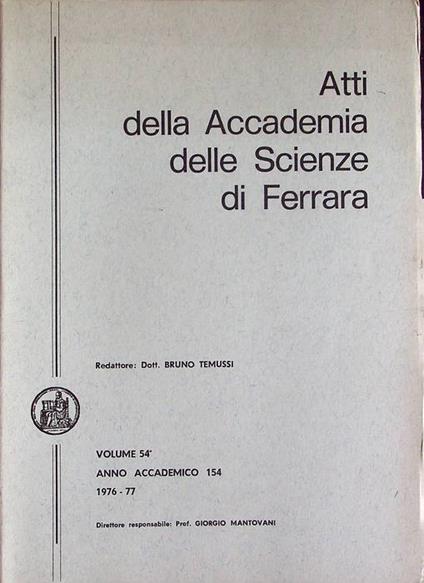 Atti
della Accademia
delle Scienze
di Ferrara
Redattore: Dott. BRUNO TEMUSSI
VOLUME 54°
ANNO ACCADEMICO 154
1976 - 77
Direttore responsabile: Prof. GIORGIO MANTOVANI